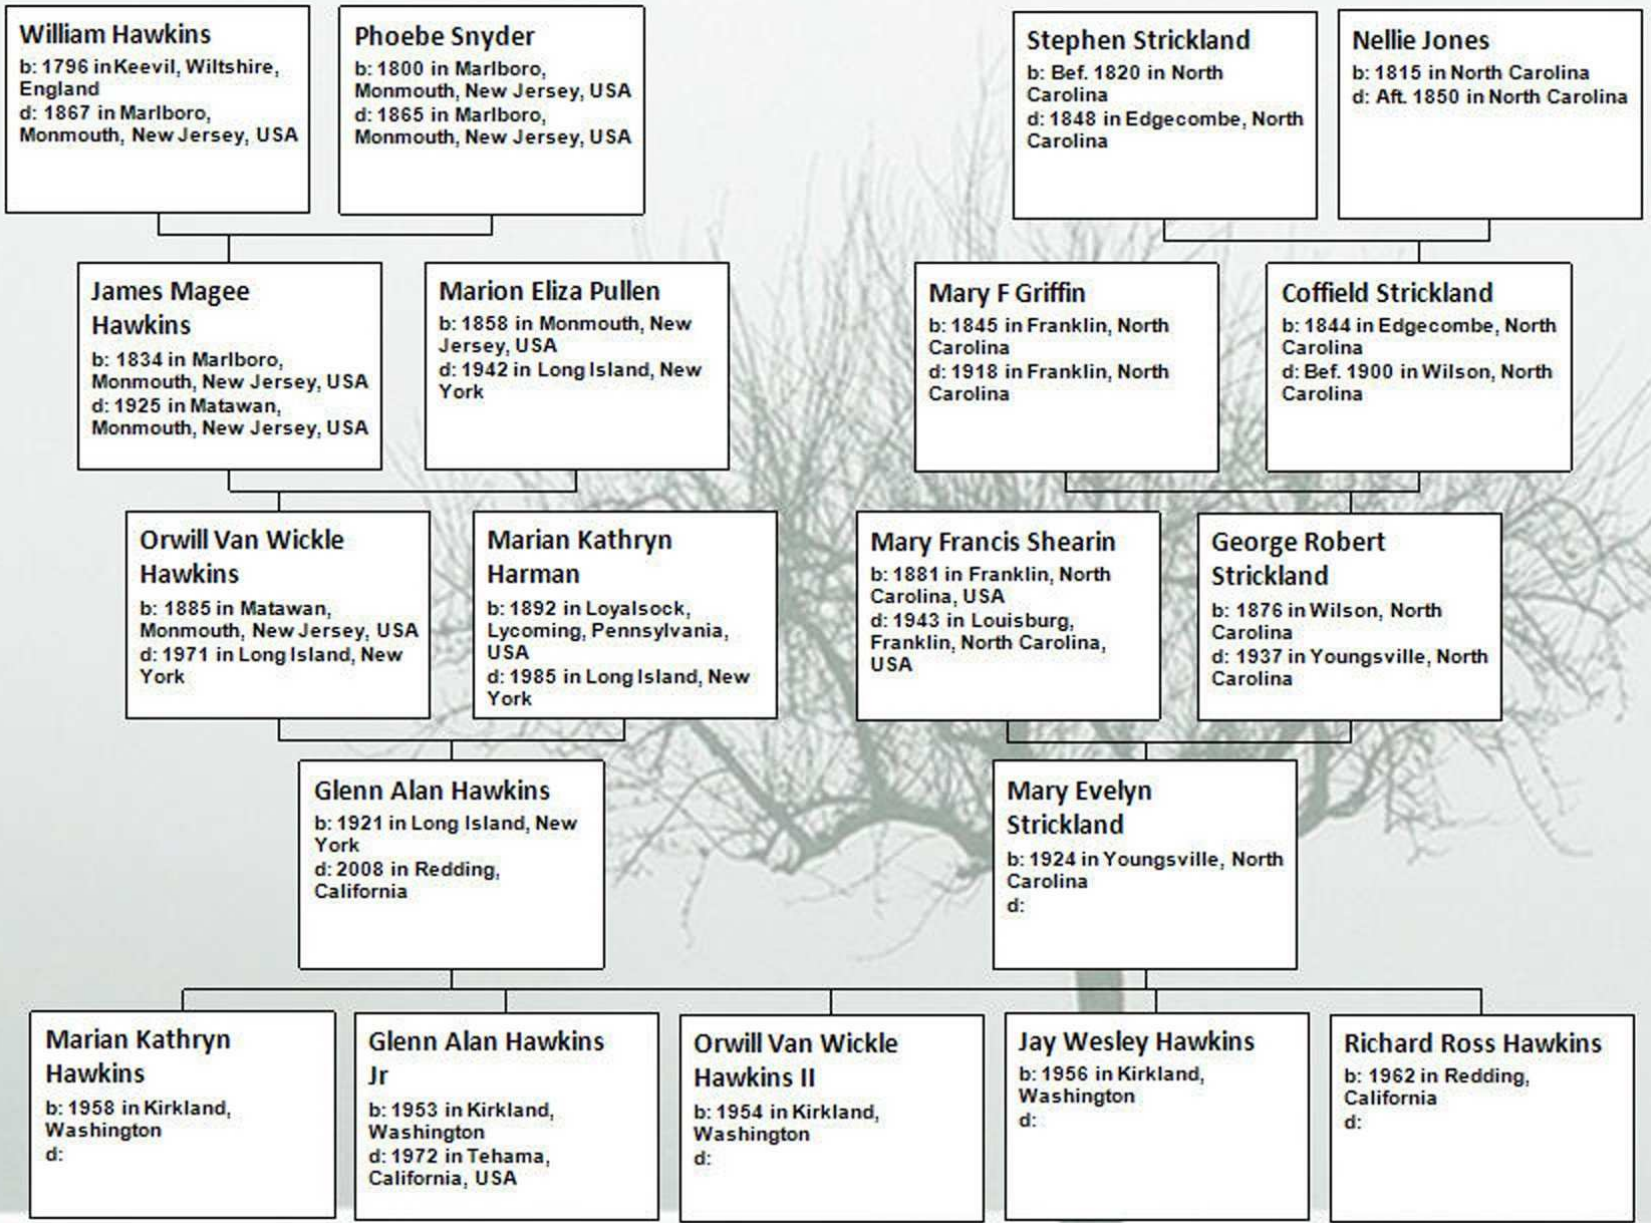 William Hawkins
b: 1796 in Keevil, Wiltshire,
England
d: 1867 in Marlboro,
Monmouth, New Jersey, USA
Phoebe Snyder
b: 1800 in Marlboro,
Monmouth, New Jersey, USA
d: 1865 in Marlboro,
Monmouth, New Jersey, USA
Stephen Strickland
b: Bef. 1820 in North
Carolina
d: 1848 in Edgecombe, North
Carolina
Nellie Jones
b: 1815 in North Carolina
d: Aft. 1850 in North Carolina
James Magee
Hawkins
b: 1834 in Marlboro,
Monmouth, New Jersey, USA
d: 1925 in Matawan,
Monmouth, New Jersey, USA
Marion Eliza Pullen
b: 1858 in Monmouth, New
Jersey, USA
d: 1942 in Long Island, New
York
Mary F Griffin
b: 1845 in Franklin, North
Carolina
d: 1918 in Franklin, North
Carolina
Coffield Strickland
b: 1844 in Edgecombe, North
Carolina
d: Bef. 1900 in Wilson, North
Carolina
Orwill Van Wickle
Hawkins
b: 1885 in Matawan,
Monmouth, New Jersey, USA
d: 1971 in Long Island, New
York
Marian Kathryn
Harman
b: 1892 in Loyalsock,
Lycoming, Pennsylvania,
USA
d: 1985 in Long Island, New
York
Mary Francis Shearin
b: 1881 in Franklin, North
Carolina, USA
d: 1943 in Louisburg,
Franklin, North Carolina,
USA
George Robert
Strickland
b: 1876 in Wilson, North
Carolina
d: 1937 in Youngsville, North
Carolina
Glenn Alan Hawkins
b: 1921 in Long Island, New
York
d: 2008 in Redding,
California
Mary Evelyn
Strickland
b: 1924 in Youngsville, North
Carolina
d:
Marian Kathryn
Hawkins
b: 1958 in Kirkland,
Washington
d:
Glenn Alan Hawkins
Jr
b: 1953 in Kirkland,
Washington
d: 1972 in Tehama,
California, USA
Orwill Van Wickle
Hawkins II
b: 1954 in Kirkland,
Washington
d:
Jay Wesley Hawkins
b: 1956 in Kirkland,
Washington
d:
Richard Ross Hawkins
b: 1962 in Redding,
California
d: